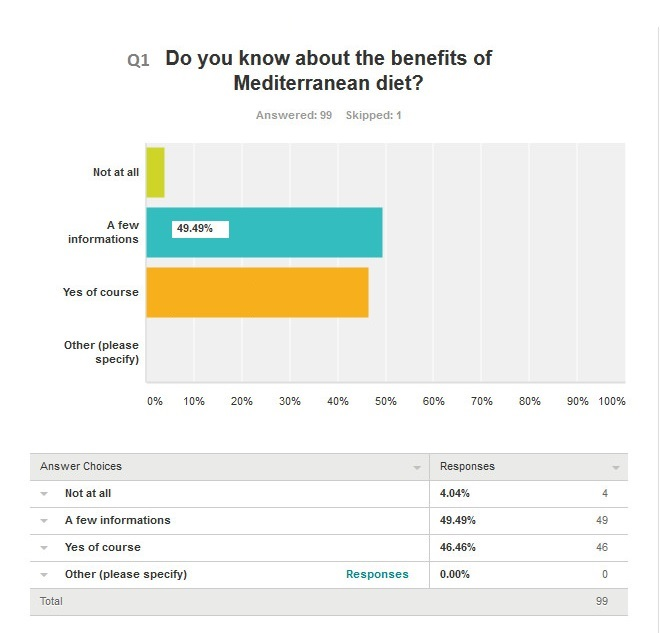 Q1 Do you know about the benefits of
Mediterranean diet?
Answered: 99 Skipped: 1
Not at all
A few
informations
49.49%
Yes of course
Other (please
specify)
0% 10% 20% 30% 40% 50% 60% 70% 80% 90% 100%
Answer Choices Responses
Not at all 4.04% 4
A few informations 49.49% 49
Yes of course 46.46% 46
Other (please specify) Responses 0.00% 0
Total 99